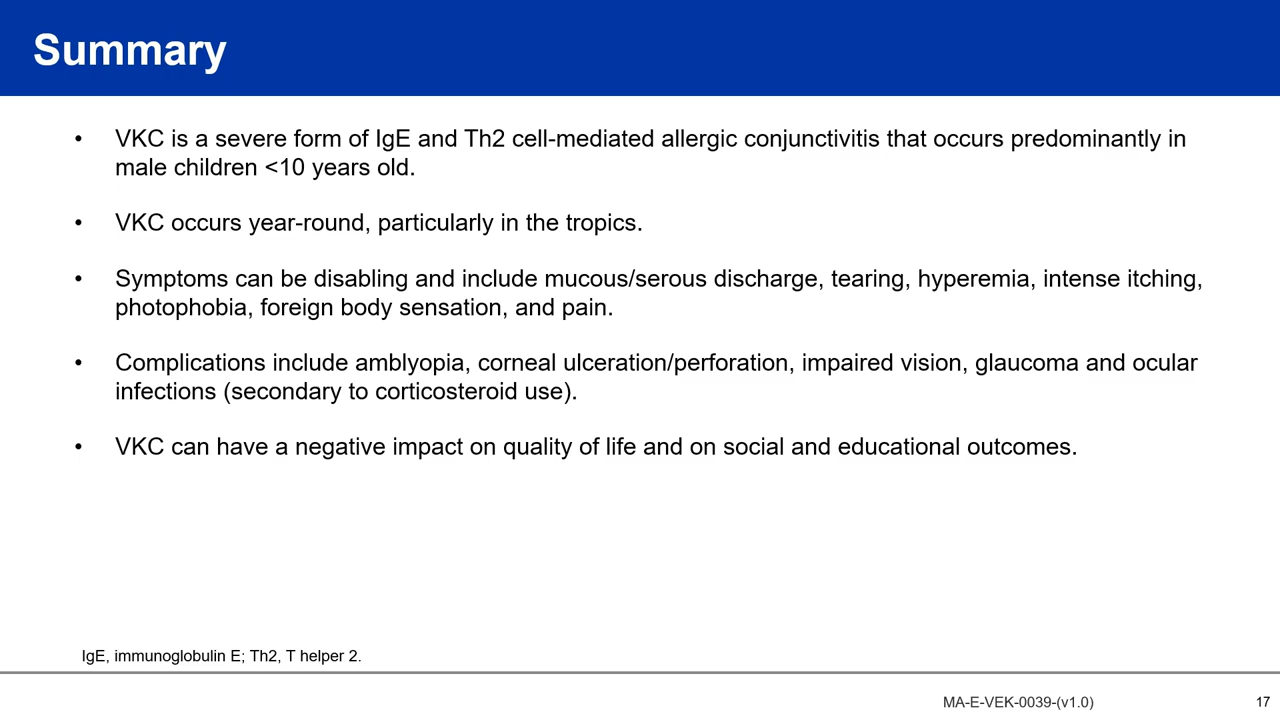 Summary
• VKC is a severe form of IgE and Th2 cell-mediated allergic conjunctivitis that occurs predominantly in
male children <10 years old.
• VKC occurs year-round, particularly in the tropics.
• Symptoms can be disabling and include mucous/serous discharge, tearing, hyperemia, intense itching,
photophobia, foreign body sensation, and pain.
• Complications include amblyopia, corneal ulceration/perforation, impaired vision, glaucoma and ocular
infections (secondary to corticosteroid use).
• VKC can have a negative impact on quality of life and on social and educational outcomes.
IgE, immunoglobulin E; Th2, T helper 2.
MA-E-VEK-0039-(v1.0)
17